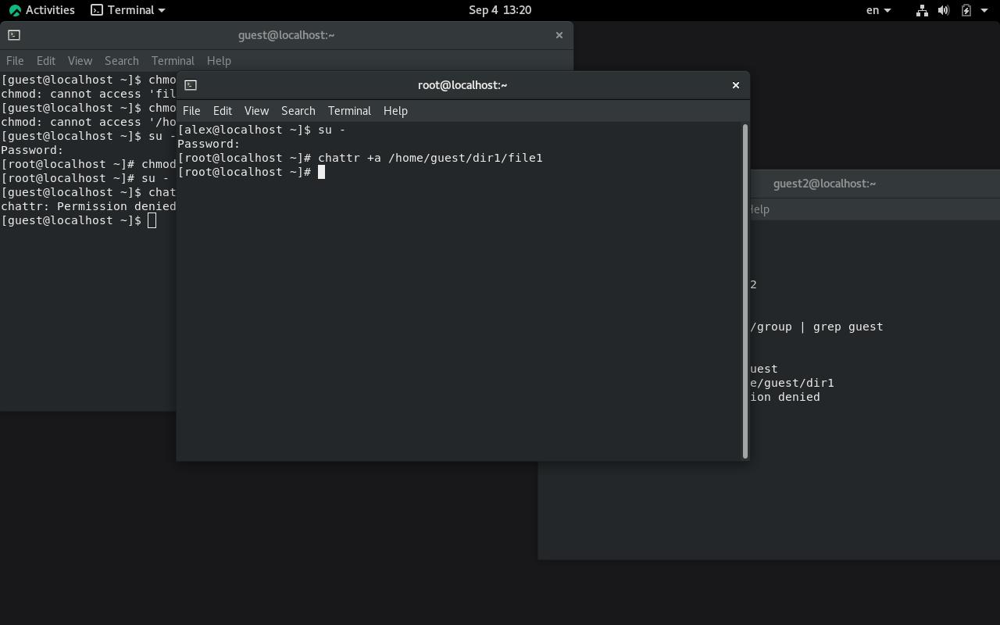 Activities Terminal Sep 4 13:20 en
guest@localhost:~
File Edit View Search Terminal Help
[guest@localhost ~]$ chmo
chmod: cannot access 'fil
[guest@localhost ~]$ chmo
chmod: cannot access '/ho
[guest@localhost ~]$ su -
Password:
[root@localhost ~]# chmod
[root@localhost ~]# su -
[guest@localhost ~]$ chat
chattr: Permission denied
[guest@localhost ~]$
root@localhost:~
File Edit View Search Terminal Help
[alex@localhost ~]$ su -
Password:
[root@localhost ~]# chattr +a /home/guest/dir1/file1
[root@localhost ~]#
guest2@localhost:~
Help
2
/group | grep guest
uest
e/guest/dir1
ion denied